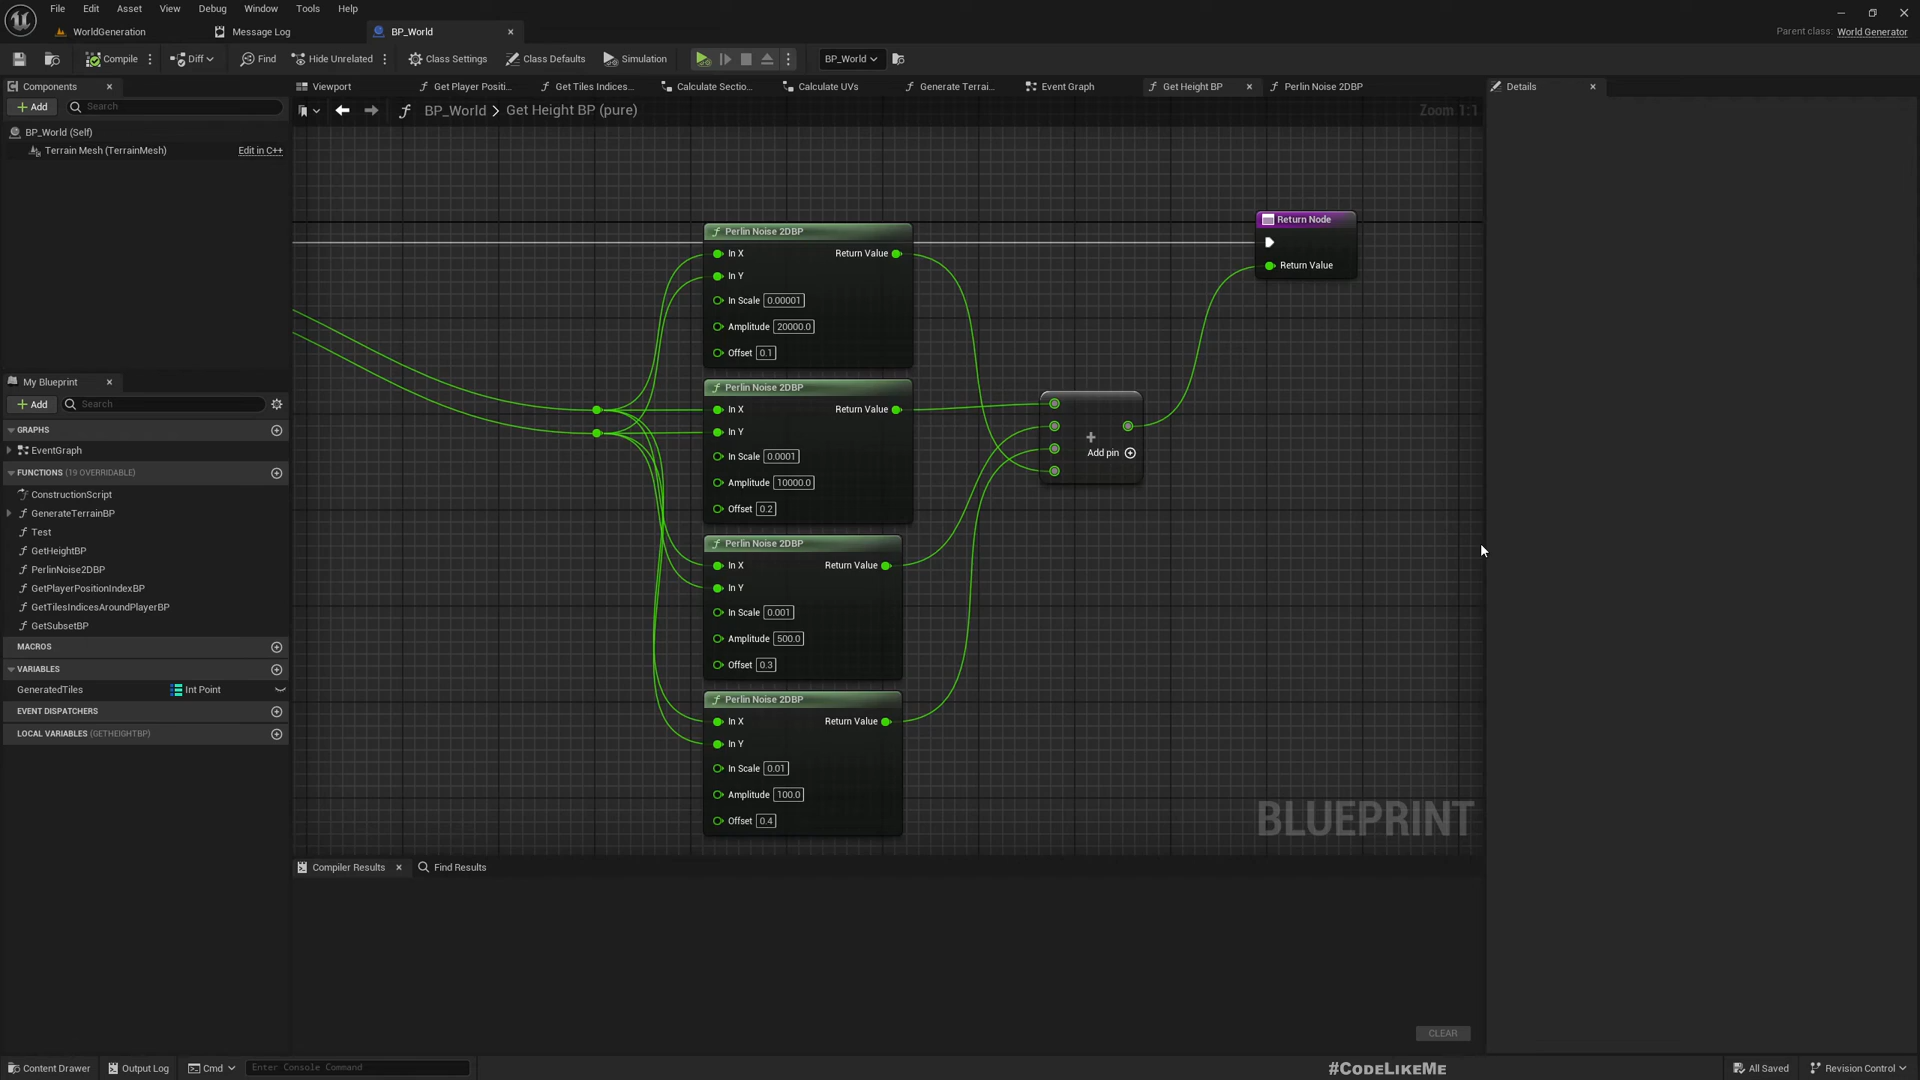 File Edit Asset View Debug Window Tools Help
WorldGeneration Message Log BP_World
Parent class: World Generator
Compile Diff Find Hide Unrelated Class Settings Class Defaults Simulation BP_World
Components
Viewport Get Player Positi... Get Tiles Indices... Calculate Sectio... Calculate UVs Generate Terrai... Event Graph Get Height BP Perlin Noise 2DBP Details
Add Search
BP_World > Get Height BP (pure) Zoom 1:1
BP_World (Self)
Terrain Mesh (TerrainMesh) Edit in C++
Return Node
Return Value
Perlin Noise 2DBP
In X Return Value
In Y
In Scale 0.00001
Amplitude 20000.0
Offset 0.1
Perlin Noise 2DBP
In X Return Value
In Y
In Scale 0.0001
Amplitude 10000.0
Offset 0.2
Add pin
Perlin Noise 2DBP
In X Return Value
In Y
In Scale 0.001
Amplitude 500.0
Offset 0.3
Perlin Noise 2DBP
In X Return Value
In Y
In Scale 0.01
Amplitude 100.0
Offset 0.4
BLUEPRINT
My Blueprint
Add Search
GRAPHS
EventGraph
FUNCTIONS (19 OVERRIDABLE)
ConstructionScript
GenerateTerrainBP
Test
GetHeightBP
PerlinNoise2DBP
GetPlayerPositionIndexBP
GetTilesIndicesAroundPlayerBP
GetSubsetBP
MACROS
VARIABLES
GeneratedTiles Int Point
EVENT DISPATCHERS
LOCAL VARIABLES (GETHEIGHTBP)
Compiler Results Find Results
CLEAR
Content Drawer Output Log Cmd Enter Console Command
#CODELIKEME
All Saved Revision Control